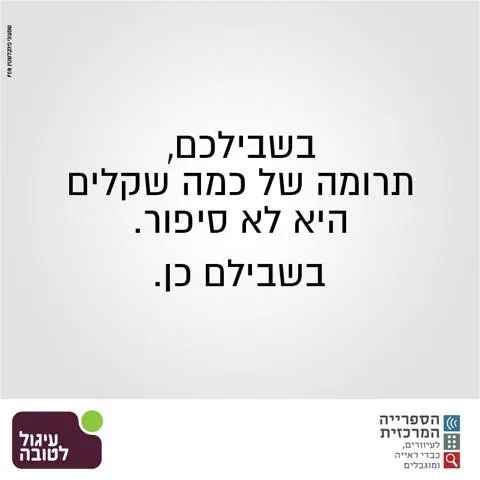 בשבילכם,
תרומה של כמה שקלים
היא לא סיפור.
בשבילם כן.
עיגול
לטובה
הספרייה
המרכזית
לעיוורים,
כבדי ראייה
ומוגבלים